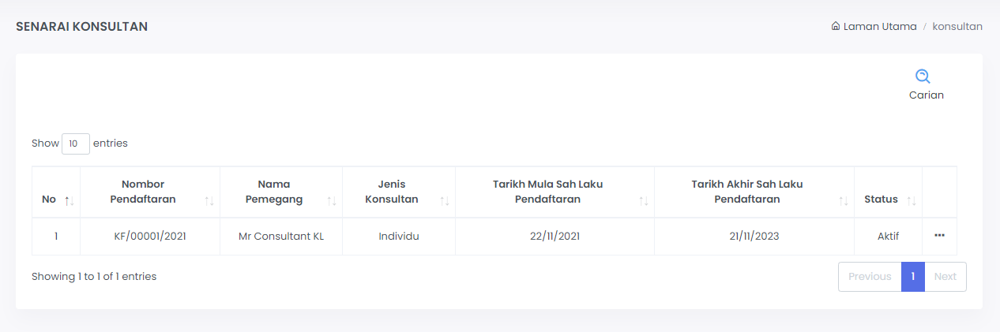 SENARAI KONSULTAN
Laman Utama / konsultan
Carian
Show 10 entries
No
Nombor
Pendaftaran
Nama
Pemegang
Jenis
Konsultan
Tarikh Mula Sah Laku
Pendaftaran
Tarikh Akhir Sah Laku
Pendaftaran
Status
1 KF/00001/2021 Mr Consultant KL Individu 22/11/2021 21/11/2023 Aktif ...
Showing 1 to 1 of 1 entries
Previous 1 Next